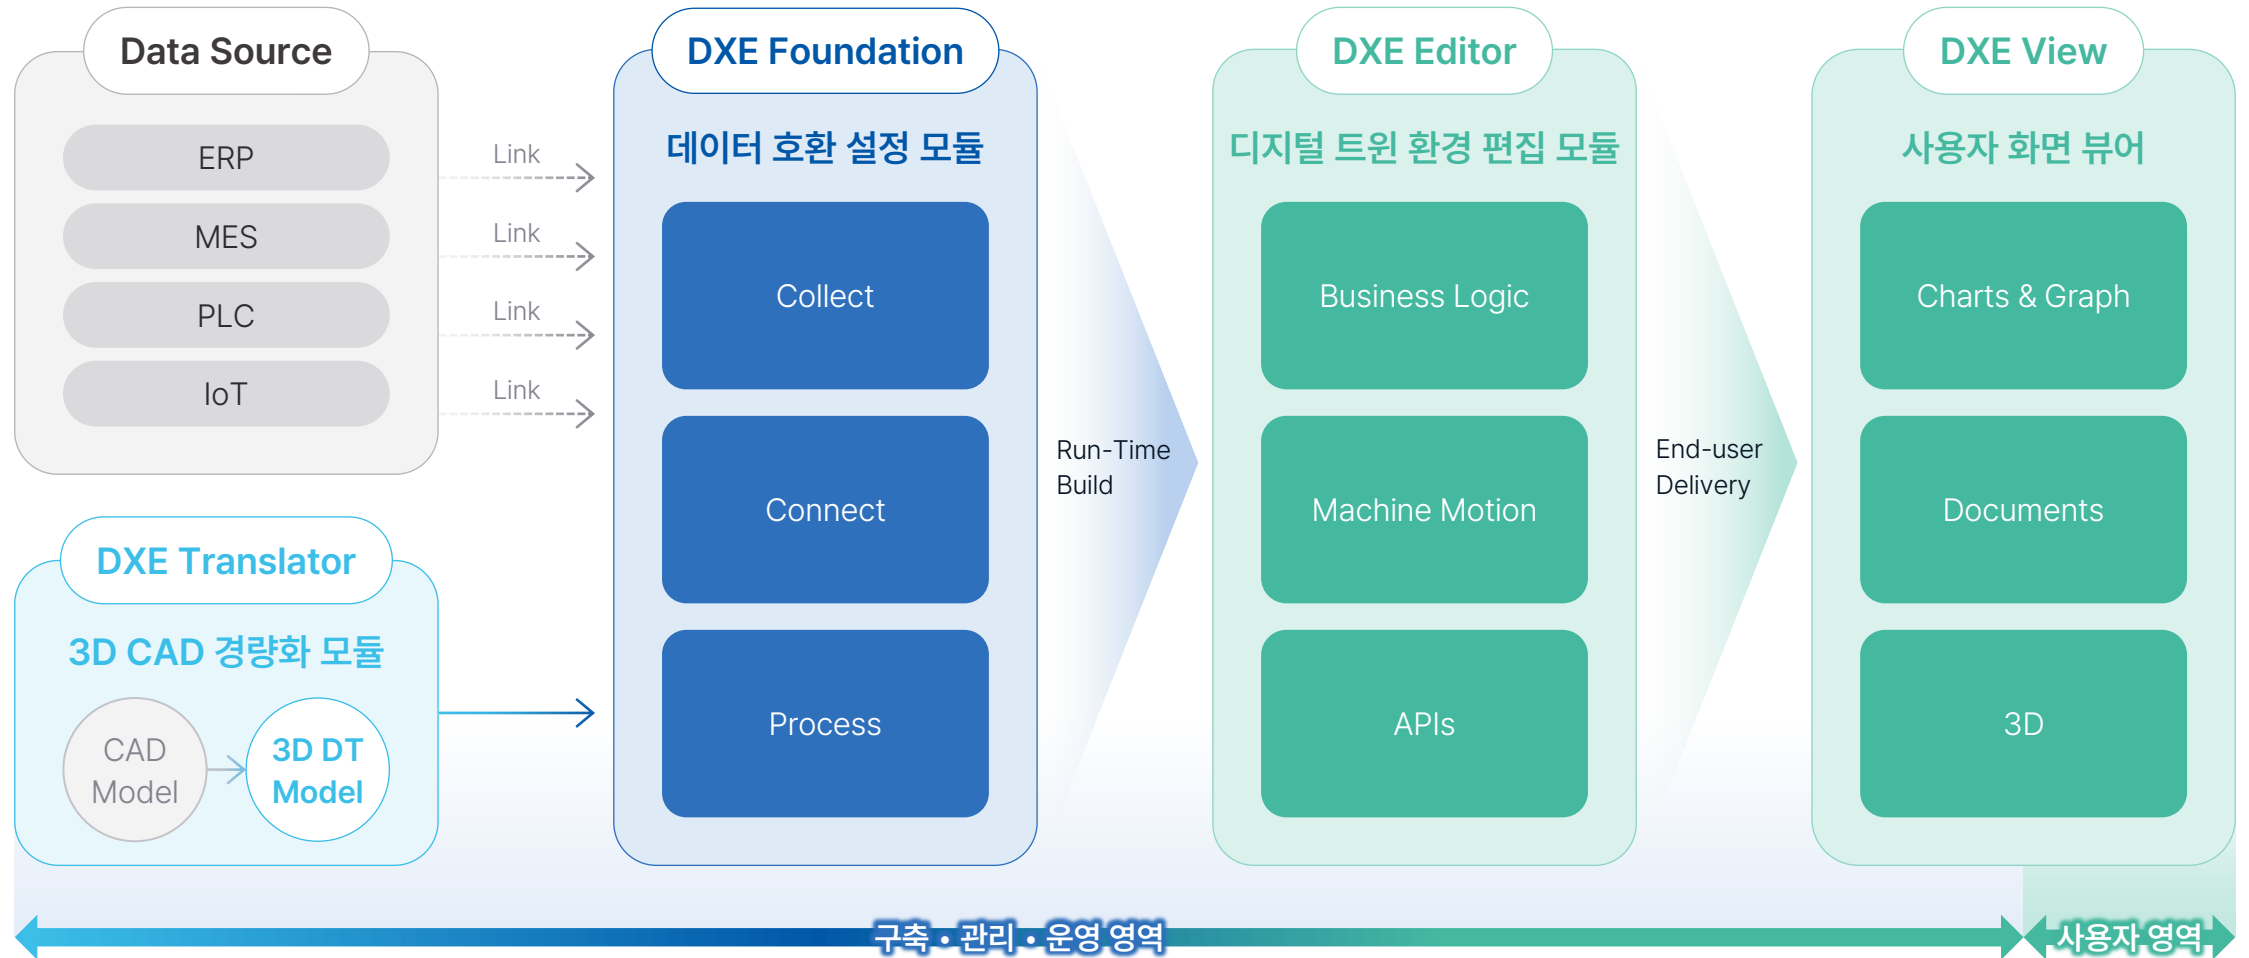 Data Source
ERP
MES
PLC
IoT
Link
Link
Link
Link
DXE Translator
3D CAD 경량화 모듈
CAD
Model
3D DT
Model
DXE Foundation
데이터 호환 설정 모듈
Collect
Connect
Process
Run-Time
Build
DXE Editor
디지털 트윈 환경 편집 모듈
Business Logic
Machine Motion
APIs
End-user
Delivery
DXE View
사용자 화면 뷰어
Charts & Graph
Documents
3D
구축 • 관리 • 운영 영역
사용자 영역